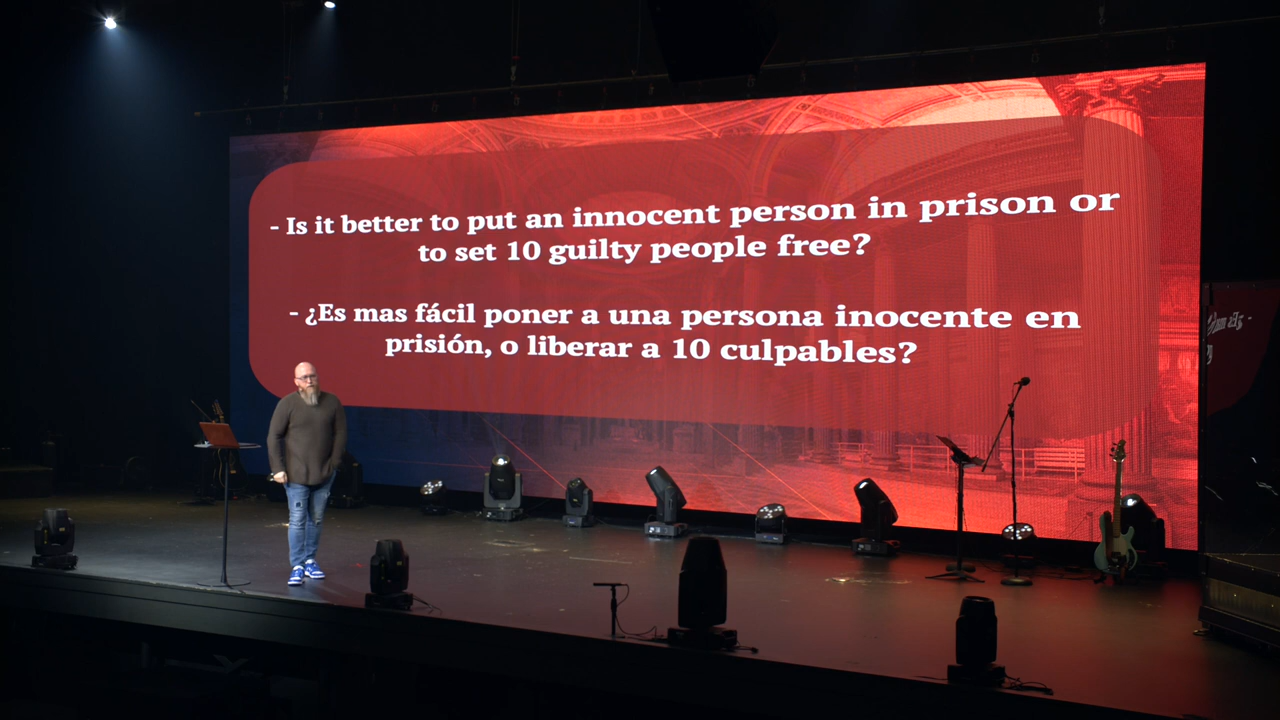 - Is it better to put an innocent person in prison or
to set 10 guilty people free?
- ¿Es mas fácil poner a una persona inocente en
prisión, o liberar a 10 culpables?